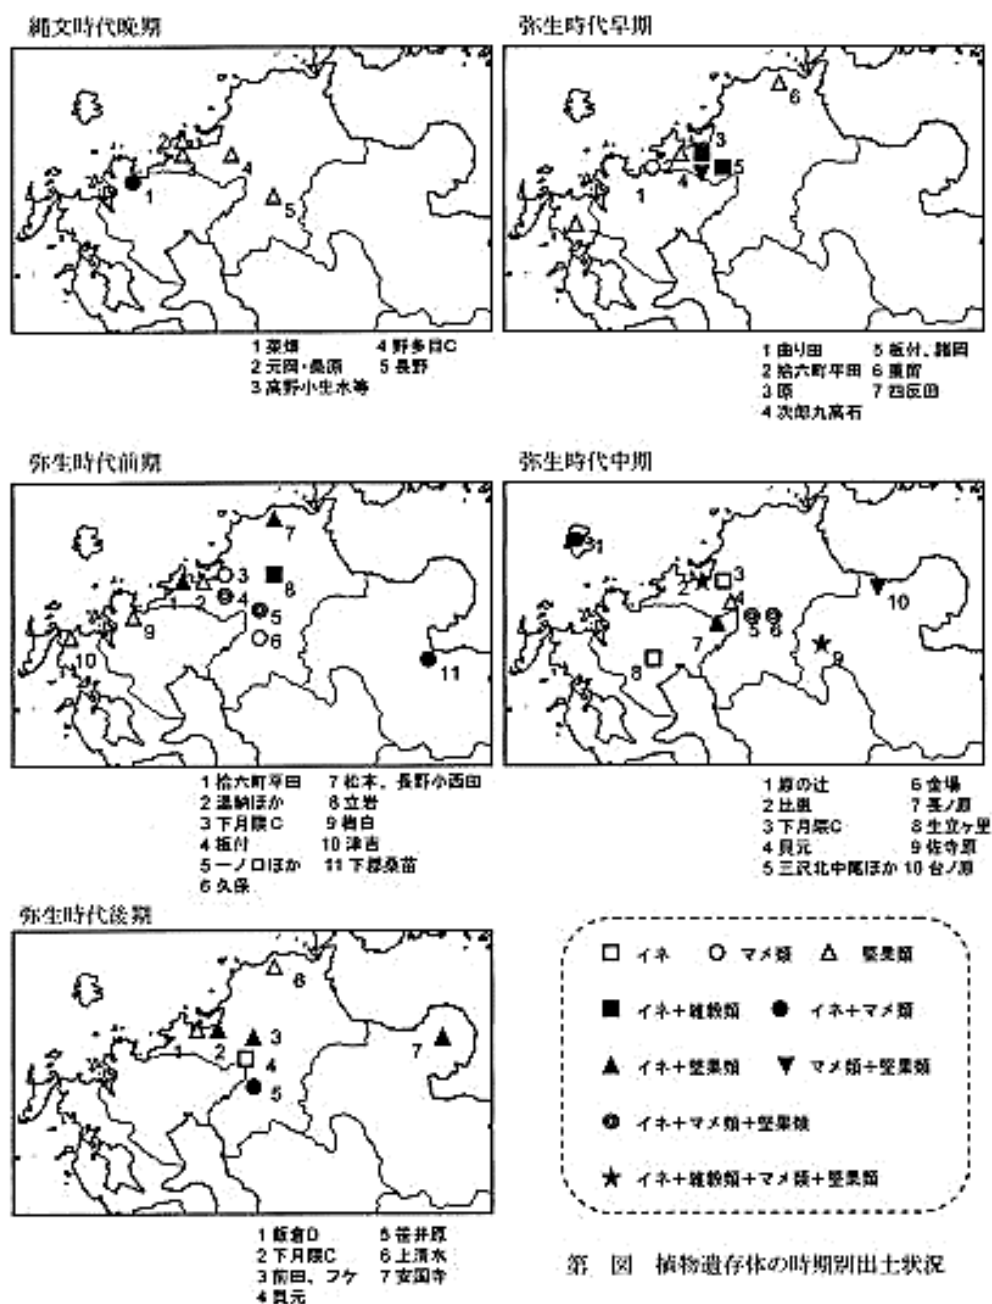 縄文時代晩期
弥生時代早期
1 菜畑 4 野多目C
2 元岡・桑原 5 長野
3 高野小生水等
1 曲り田 5 板付、諸岡
2 拾六町平田 6 重留
3 原 7 四反田
4 次郎丸高石
弥生時代前期
弥生時代中期
1 拾六町平田 7 松本、長野小西田
2 湯納ほか 8 立岩
3 下月隈C 9 梅白
4 板付 10 津吉
5 一ノ口ほか 11 下郡桑苗
6 久保
1 原の辻 6 金場
2 比恵 7 長ノ原
3 下月隈C 8 生立ヶ里
4 貝元 9 佐寺原
5 三沢北中尾ほか 10 台ノ原
弥生時代後期
1 飯倉D 5 笹井原
2 下月隈C 6 上清水
3 前田、フケ 7 安国寺
4 貝元
イネ マメ類 堅果類
イネ+雑穀類 イネ+マメ類
イネ+堅果類 マメ類+堅果類
イネ+マメ類+堅果類
イネ+雑穀類+マメ類+堅果類
第 図 植物遺存体の時期別出土状況